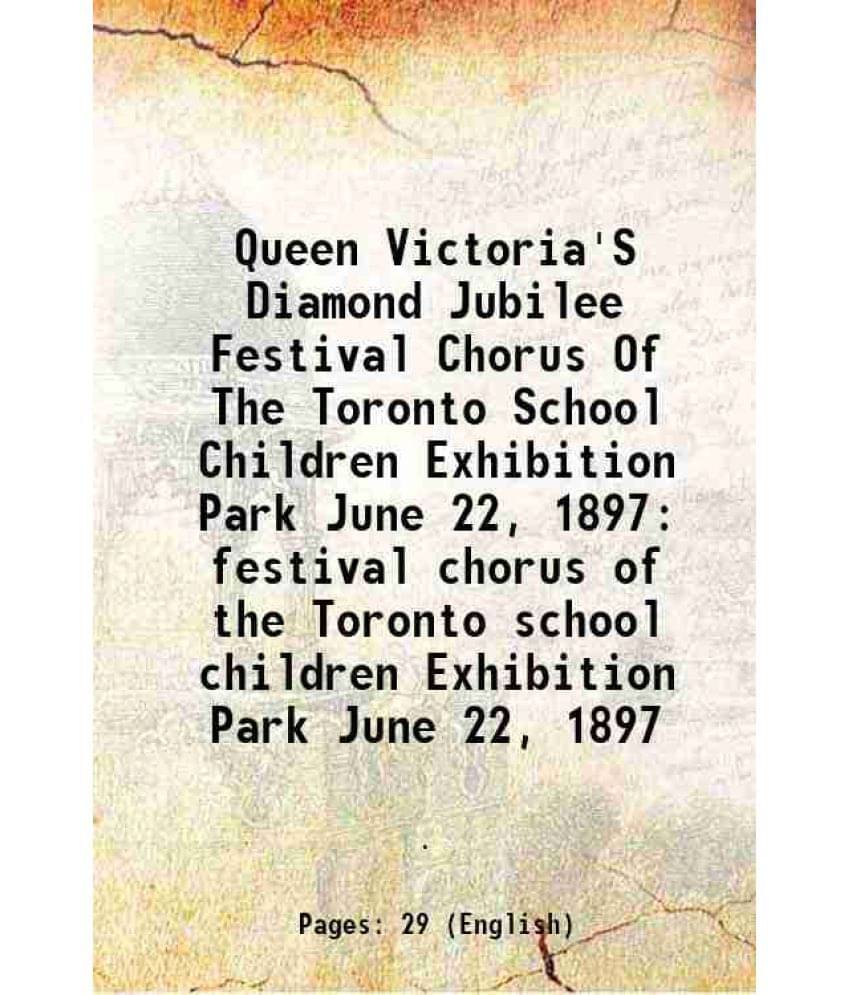 Queen Victoria'S
Diamond Jubilee
Festival Chorus Of
The Toronto School
Children Exhibition
Park June 22, 1897:
festival chorus of
the Toronto school
children Exhibition
Park June 22, 1897
.
Pages: 29 (English)